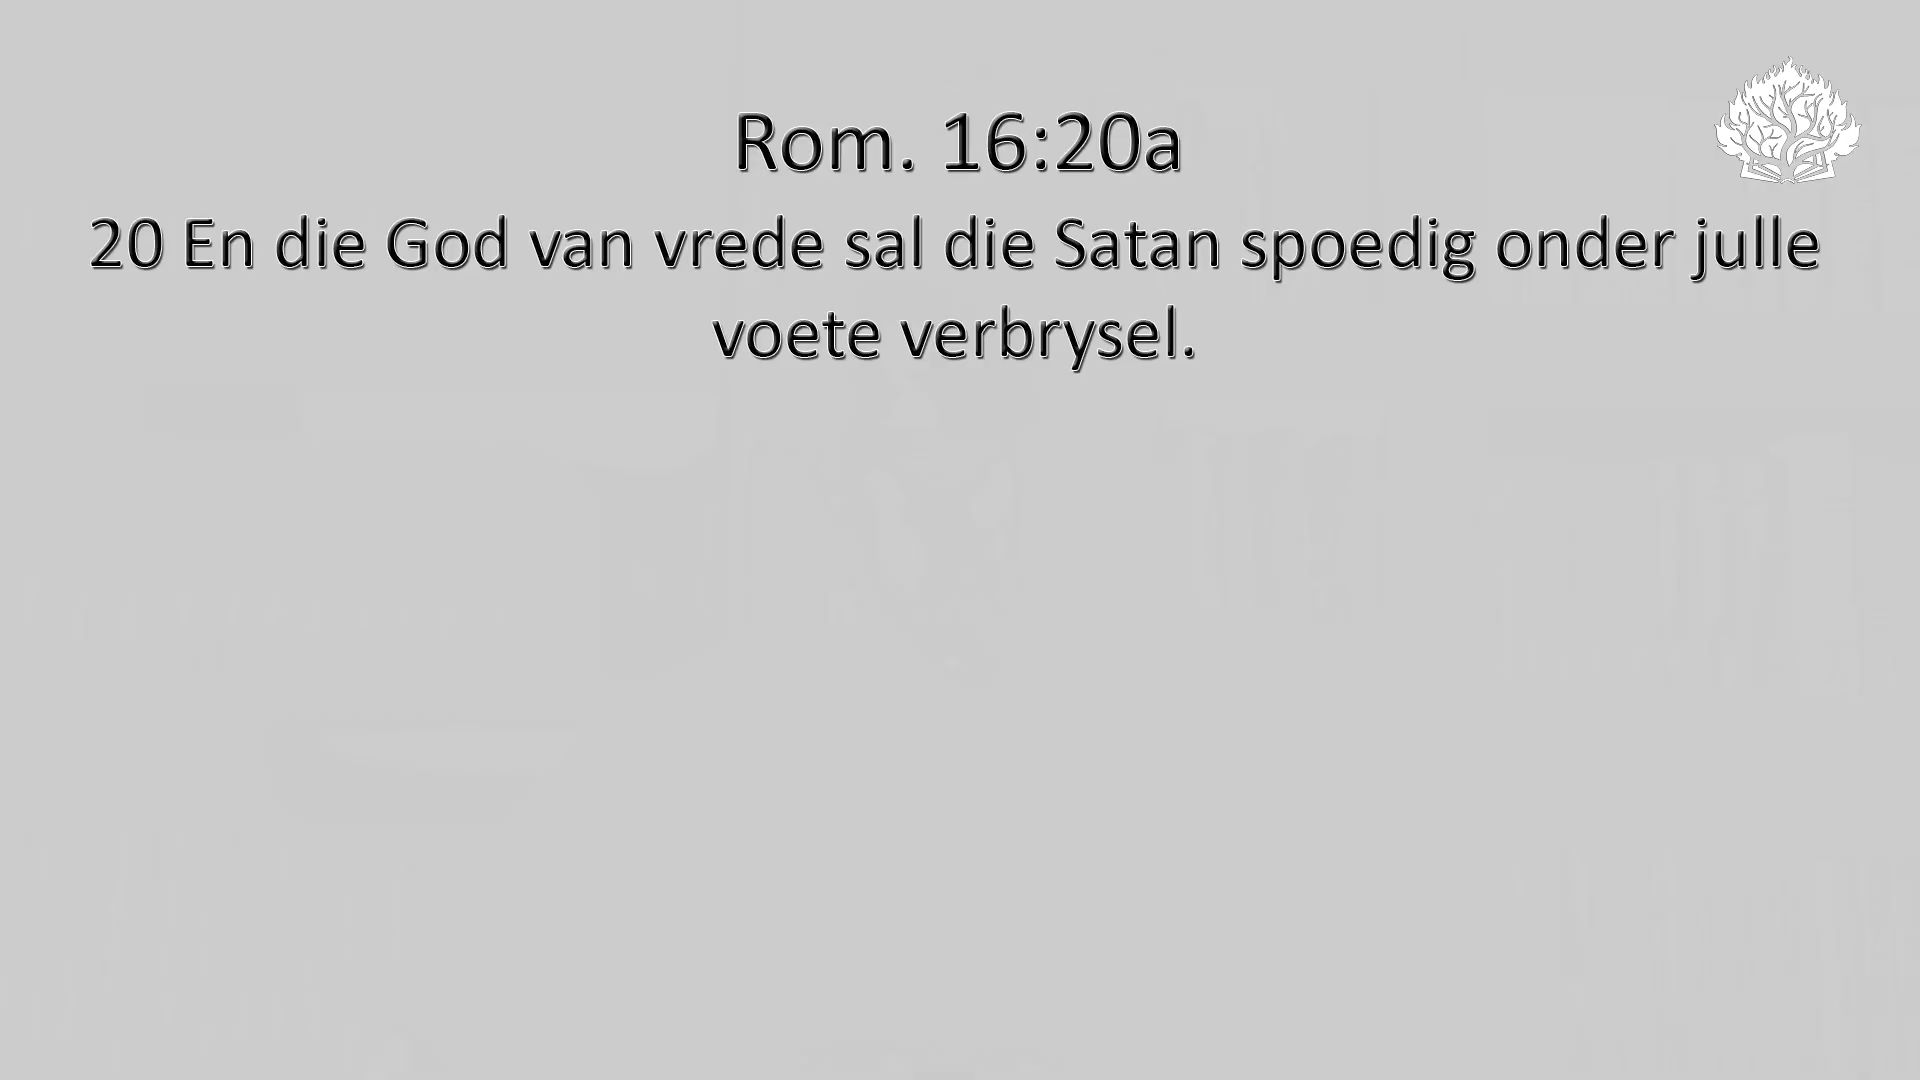 Rom. 16:20a
20 En die God van vrede sal die Satan spoedig onder julle
voete verbrysel.